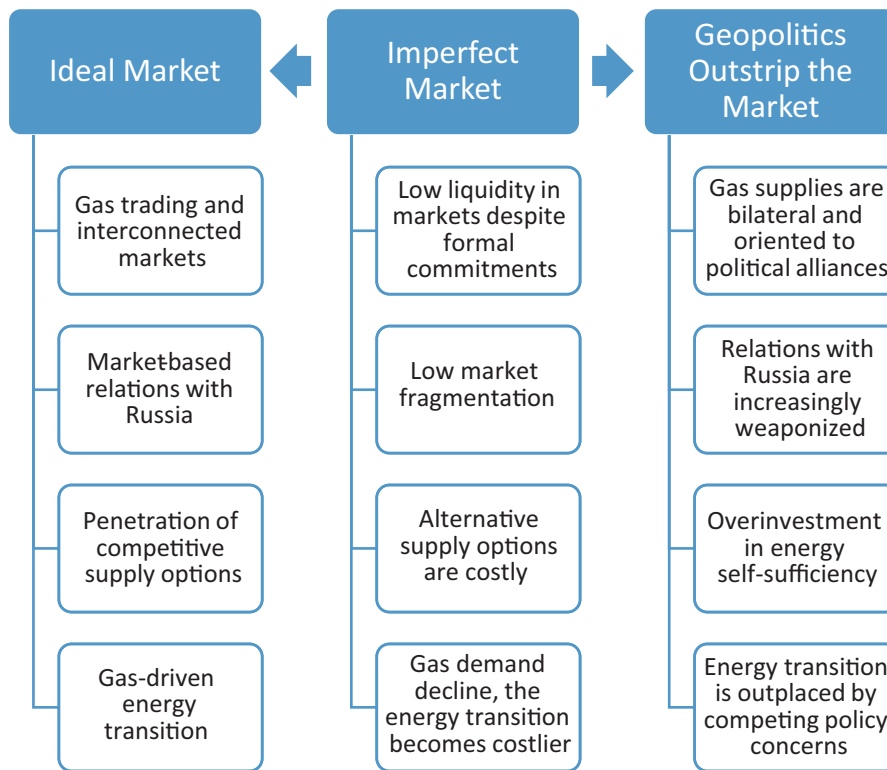 Ideal Market
Imperfect
Market
Geopolitics
Outstrip the
Market
Gas trading and
interconnected
markets
Market-based
relations with
Russia
Penetration of
competitive
supply options
Gas-driven
energy
transition
Low liquidity in
markets despite
formal
commitments
Low market
fragmentation
Alternative
supply options
are costly
Gas demand
decline, the
energy transition
becomes costlier
Gas supplies are
bilateral and
oriented to
political alliances
Relations with
Russia are
increasingly
weaponized
Overinvestment
in energy
self-sufficiency
Energy transition
is outplaced by
competing policy
concerns